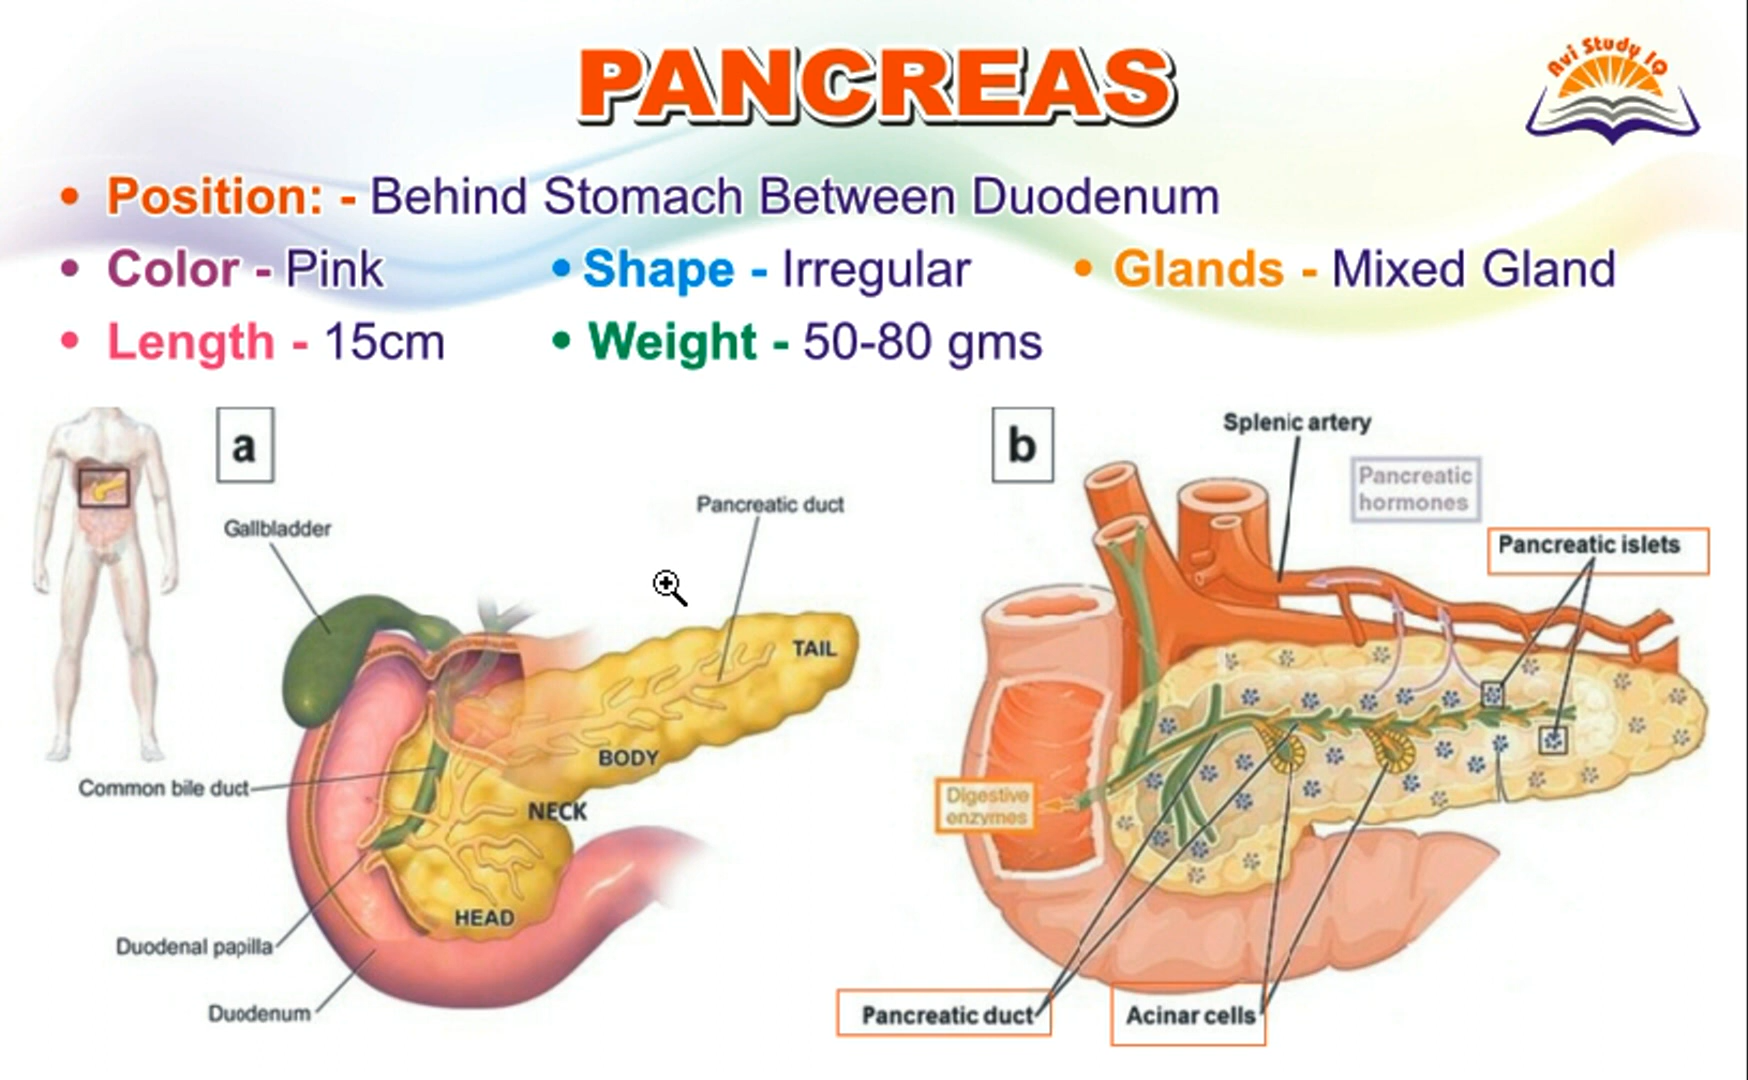 PANCREAS
Avi Study IQ
• Position: - Behind Stomach Between Duodenum
• Color - Pink • Shape - Irregular • Glands - Mixed Gland
• Length - 15cm • Weight - 50-80 gms
a
Gallbladder
Pancreatic duct
TAIL
BODY
Common bile duct
NECK
HEAD
Duodenal papilla
Duodenum
b
Splenic artery
Pancreatic
hormones
Pancreatic islets
Digestive
enzymes
Pancreatic duct
Acinar cells